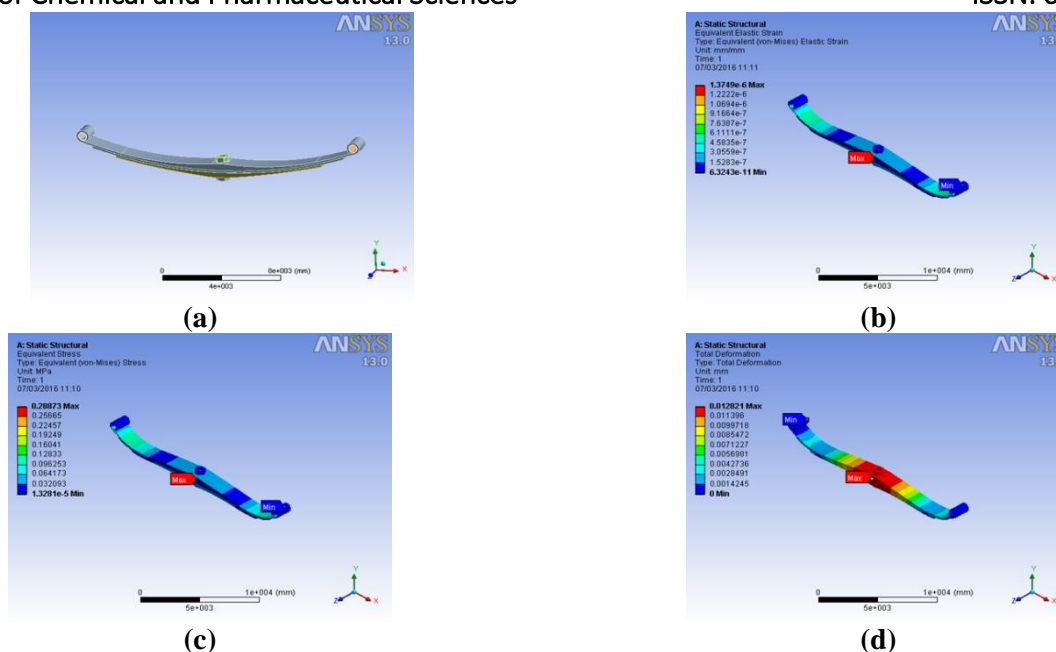 of Chemical and Pharmaceutical Sciences
ISSN:
ANSYS
13.0
0
8e+003 (mm)
4e+003
Y
X
(a)
A: Static Structural
Equivalent Elastic Strain
Type: Equivalent (von-Mises) Elastic Strain
Unit: mm/mm
Time: 1
07/03/2016 11:11
1.3749e-6 Max
1.2222e-6
1.0694e-6
9.1664e-7
7.6387e-7
6.1111e-7
4.5835e-7
3.0559e-7
1.5283e-7
6.3243e-11 Min
Max
Min
ANSYS
13
0
1e+004 (mm)
5e+003
Y
Z
X
(b)
A: Static Structural
Equivalent Stress
Type: Equivalent (von-Mises) Stress
Unit: MPa
Time: 1
07/03/2016 11:10
0.28873 Max
0.25665
0.22457
0.19249
0.16041
0.12833
0.096253
0.064173
0.032093
1.3281e-5 Min
Max
Min
ANSYS
13.0
0
1e+004 (mm)
5e+003
Y
Z
X
(c)
A: Static Structural
Total Deformation
Type: Total Deformation
Unit: mm
Time: 1
07/03/2016 11:10
0.012821 Max
0.011396
0.0099718
0.0085472
0.0071227
0.0056981
0.0042736
0.0028491
0.0014245
0 Min
Min
Max
ANSYS
13
0
1e+004 (mm)
5e+003
Y
Z
X
(d)